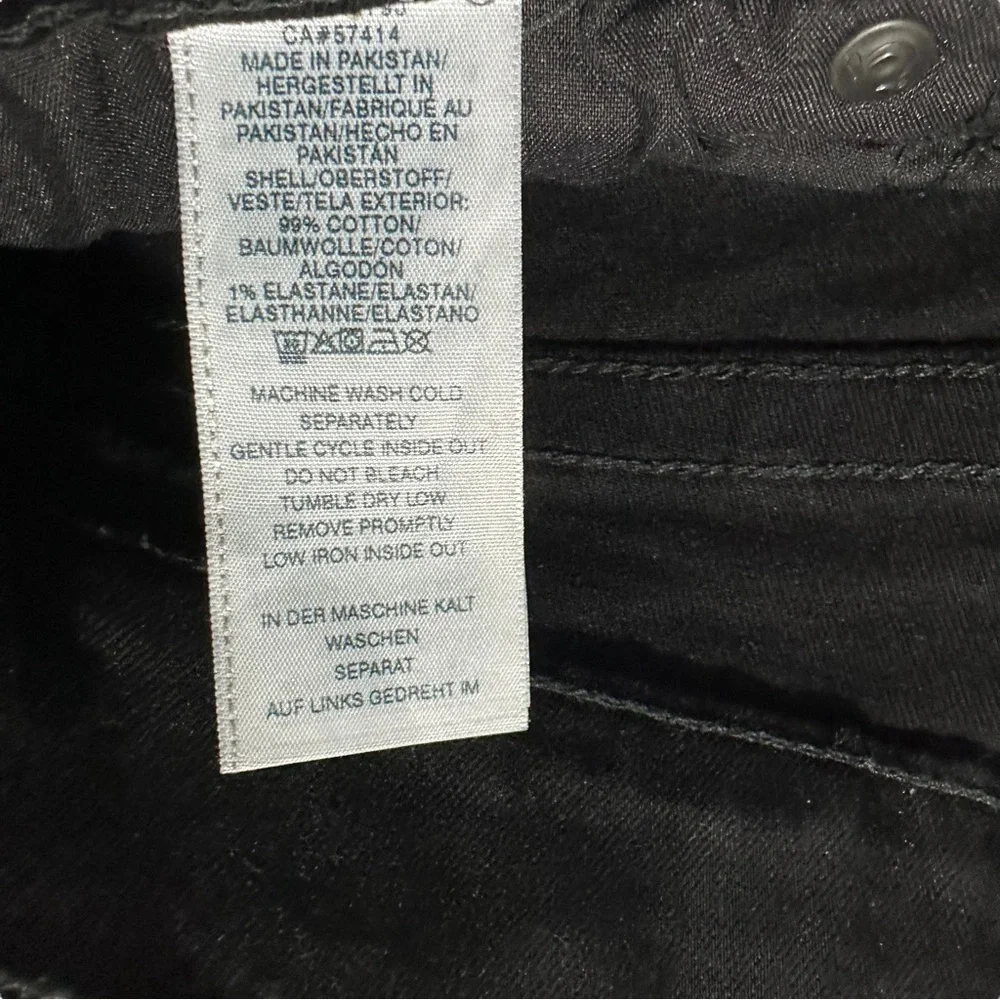 CA#57414
MADE IN PAKISTAN/
HERGESTELLT IN
PAKISTAN/FABRIQUÉ AU
PAKISTAN/HECHO EN
PAKISTÁN
SHELL/OBERSTOFF/
VESTE/TELA EXTERIOR:
99% COTTON/
BAUMWOLLE/COTON/
ALGODÓN
1% ELASTANE/ELASTAN/
ELASTHANNE/ELASTANO
MACHINE WASH COLD
SEPARATELY
GENTLE CYCLE INSIDE OUT
DO NOT BLEACH
TUMBLE DRY LOW
REMOVE PROMPTLY
LOW IRON INSIDE OUT
IN DER MASCHINE KALT
WASCHEN
SEPARAT
AUF LINKS GEDREHT IM